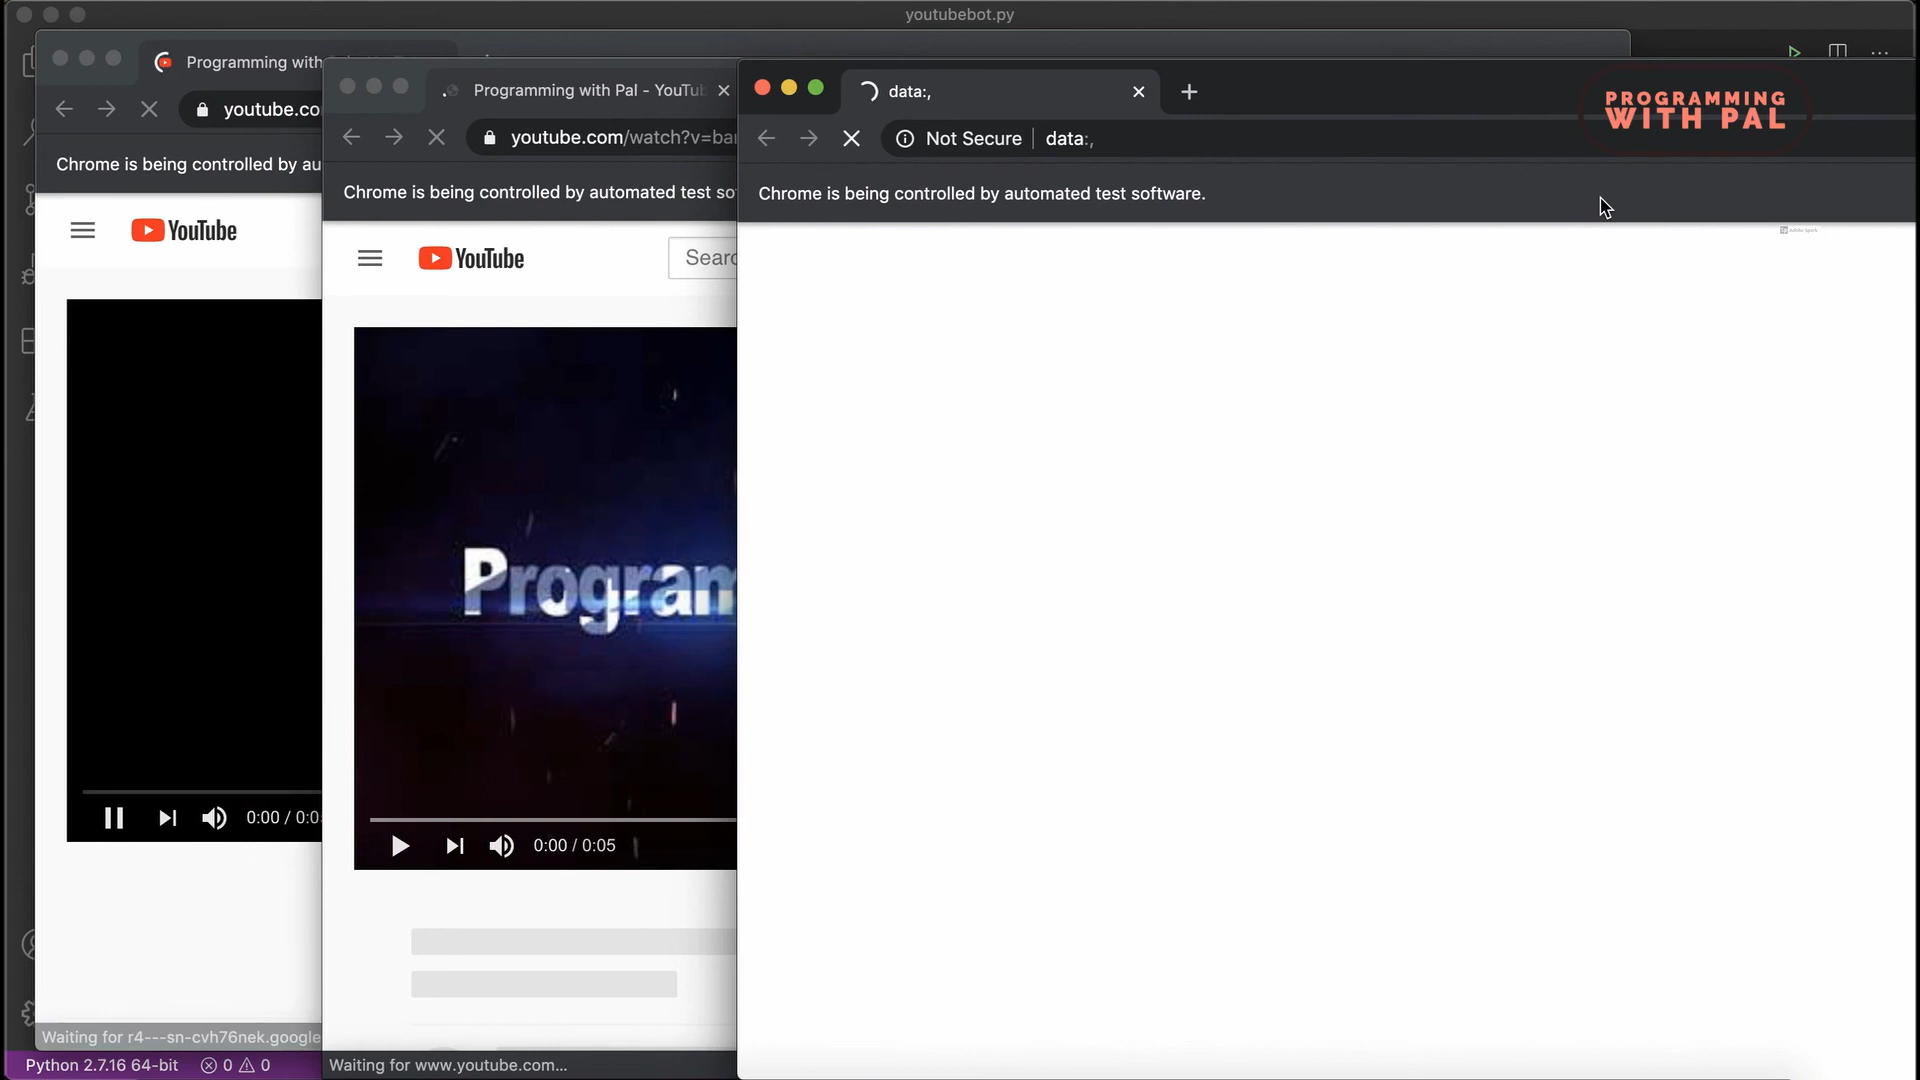 youtubebot.py
Programming with
youtube.co
Chrome is being controlled by au
YouTube
0:00 / 0:0
Waiting for r4---sn-cvh76nek.google
Python 2.7.16 64-bit
0
0
Programming with Pal - YouTub
youtube.com/watch?v=ba
Chrome is being controlled by automated test so
YouTube
Searc
Program
0:00 / 0:05
Waiting for www.youtube.com...
data:,
Not Secure
data:,
Chrome is being controlled by automated test software.
PROGRAMMING
WITH PAL
Adobe Spark